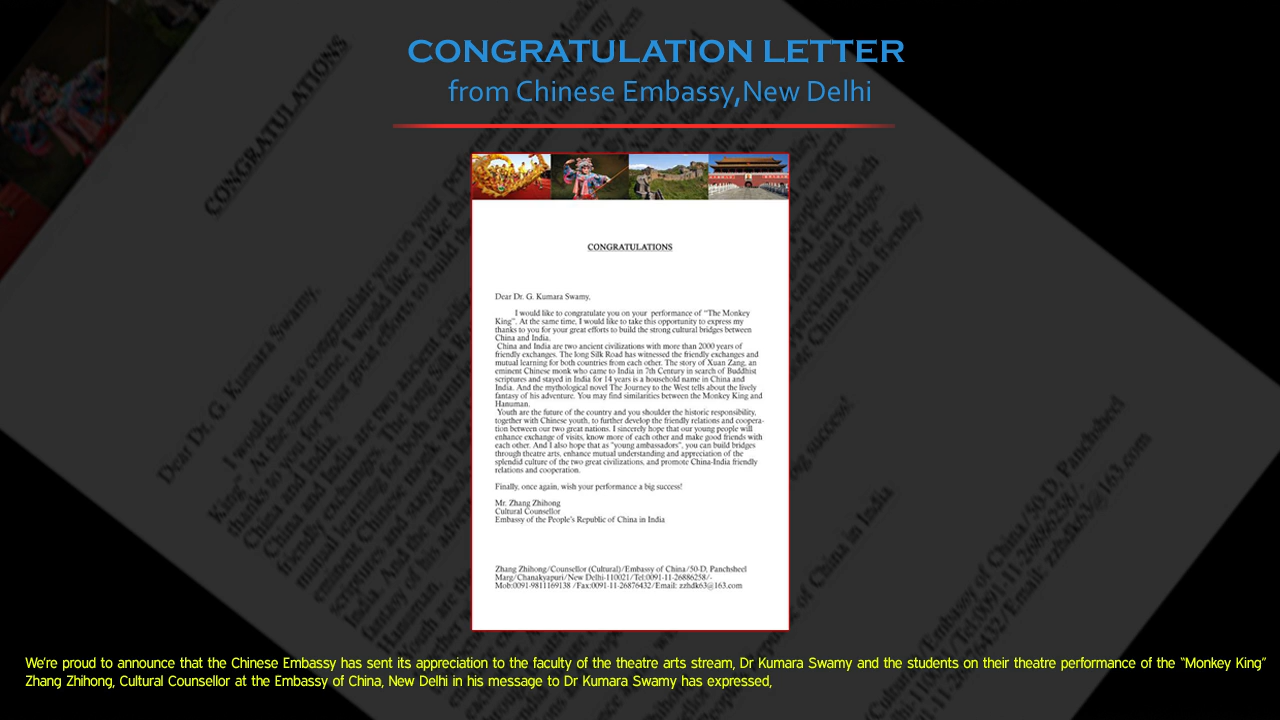 CONGRATULATION LETTER
from Chinese Embassy,New Delhi
CONGRATULATIONS
Dear Dr. G. Kumara Swamy,
I would like to congratulate you on your performance of "The Monkey
King". At the same time, I would like to take this opportunity to express my
thanks to you for your great efforts to build the strong cultural bridges between
China and India,
China and India are two ancient civilizations with more than 2000 years of
friendly exchanges. The long Silk Road has witnessed the friendly exchanges and
mutual learning for both countries from each other. The story of Xuan Zang, an
eminent Chinese monk who came to India in 7th Century in search of Buddhist
scriptures and stayed in India for 14 years is a household name in China and
India. And the mythological novel The Journey to the West tells about the lively
fantasy of his adventure. You may find similarities between the Monkey King and
Hanuman.
Youth are the future of the country and you shoulder the historic responsibility,
together with Chinese youth, to further develop the friendly relations and coopera-
tion between our two great nations. I sincerely hope that our young people will
enhance exchange of visits, know more of each other and make good friends with
each other. And I also hope that as "young ambassadors", you can build bridges
through theatre arts, enhance mutual understanding and appreciation of the
splendid culture of the two great civilizations, and promote China-India friendly
relations and cooperation.
Finally, once again, wish your performance a big success!
Mr. Zhang Zhihong
Cultural Counsellor
Embassy of the People's Republic of China in India
Zhang Zhihong/Counsellor (Cultural)/Embassy of China/50-D, Panchsheel
Marg/Chanakyapuri/New Delhi-110021/Tel:0091-11-26886258/-
Mob:0091-9811169138 /Fax:0091-11-26876432/Email: zzhdk63@163.com
We're proud to announce that the Chinese Embassy has sent its appreciation to the faculty of the theatre arts stream, Dr Kumara Swamy and the students on their theatre performance of the "Monkey King"
Zhang Zhihong, Cultural Counsellor at the Embassy of China, New Delhi in his message to Dr Kumara Swamy has expressed,